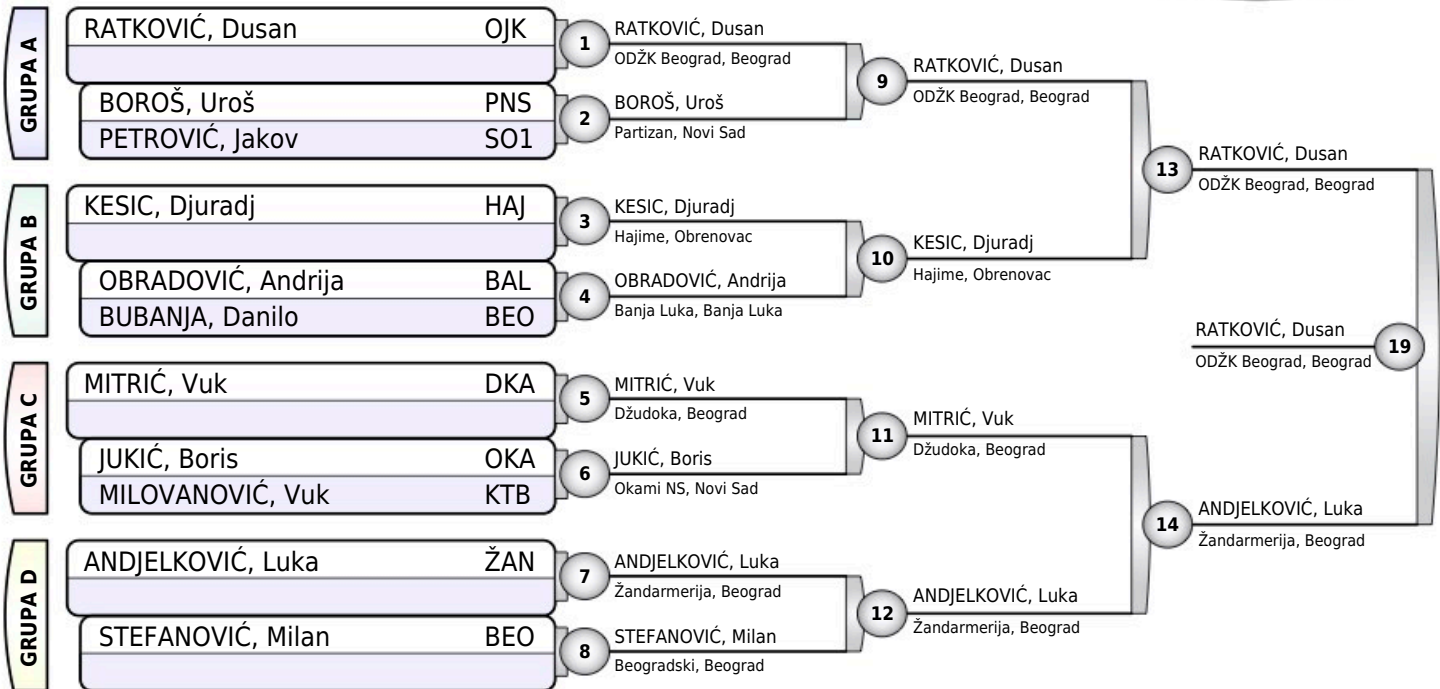 GRUPA A
RATKOVIĆ, Dusan OJK
BOROŠ, Uroš PNS
PETROVIĆ, Jakov SO1
GRUPA B
KESIC, Djuradj HAJ
OBRADOVIĆ, Andrija BAL
BUBANJA, Danilo BEO
GRUPA C
MITRIĆ, Vuk DKA
JUKIĆ, Boris OKA
MILOVANOVIĆ, Vuk KTB
GRUPA D
ANDJELKOVIĆ, Luka ŽAN
STEFANOVIĆ, Milan BEO
1
RATKOVIĆ, Dusan
ODŽK Beograd, Beograd
2
BOROŠ, Uroš
Partizan, Novi Sad
3
KESIC, Djuradj
Hajime, Obrenovac
4
OBRADOVIĆ, Andrija
Banja Luka, Banja Luka
5
MITRIĆ, Vuk
Džudoka, Beograd
6
JUKIĆ, Boris
Okami NS, Novi Sad
7
ANDJELKOVIĆ, Luka
Žandarmerija, Beograd
8
STEFANOVIĆ, Milan
Beogradski, Beograd
9
RATKOVIĆ, Dusan
ODŽK Beograd, Beograd
10
KESIC, Djuradj
Hajime, Obrenovac
11
MITRIĆ, Vuk
Džudoka, Beograd
12
ANDJELKOVIĆ, Luka
Žandarmerija, Beograd
13
RATKOVIĆ, Dusan
ODŽK Beograd, Beograd
14
ANDJELKOVIĆ, Luka
Žandarmerija, Beograd
RATKOVIĆ, Dusan
ODŽK Beograd, Beograd
19